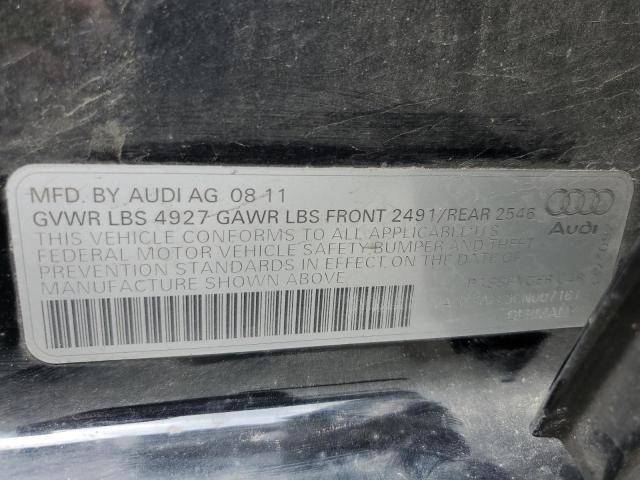 MFD. BY AUDI AG 08 11
GVWR LBS 4927 GAWR LBS FRONT 2491/REAR 2546
THIS VEHICLE CONFORMS TO ALL APPLICABLE U.S
FEDERAL MOTOR VEHICLE SAFETY BUMPER AND THEFT
PREVENTION STANDARDS IN EFFECT ON THE DATE OF
MANUFACTURE SHOWN ABOVE
Audi
PASSENGER CAR
GERMANY